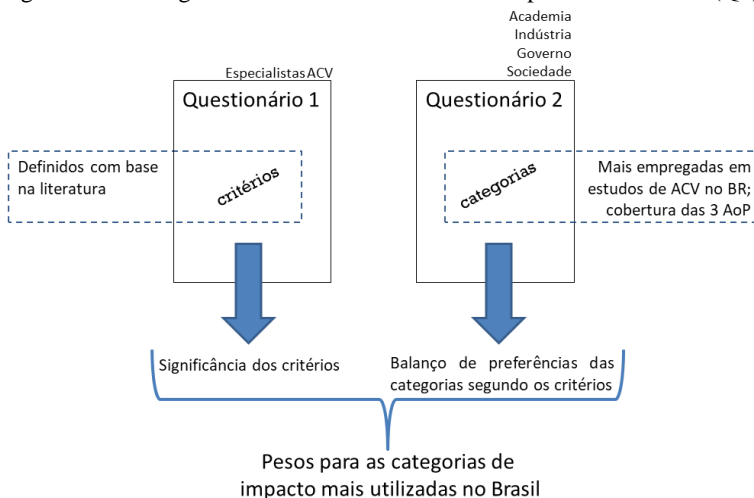 Academia
Indústria
Governo
Sociedade
Especialistas ACV
Questionário 1
Questionário 2
Definidos com base
na literatura
critérios
categorias
Mais empregadas em
estudos de ACV no BR;
cobertura das 3 AoP
Significância dos critérios
Balanço de preferências das
categorias segundo os critérios
Pesos para as categorias de
impacto mais utilizadas no Brasil